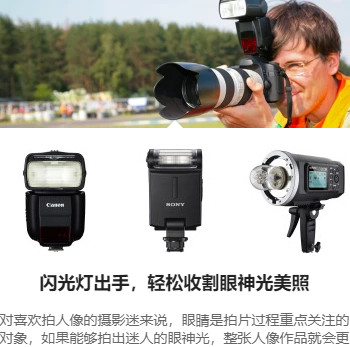 Canon
SONY
闪光灯出手，轻松收割眼神光美照
对喜欢拍人像的摄影迷来说，眼睛是拍片过程重点关注的
对象，如果能够拍出迷人的眼神光，整张人像作品就会更